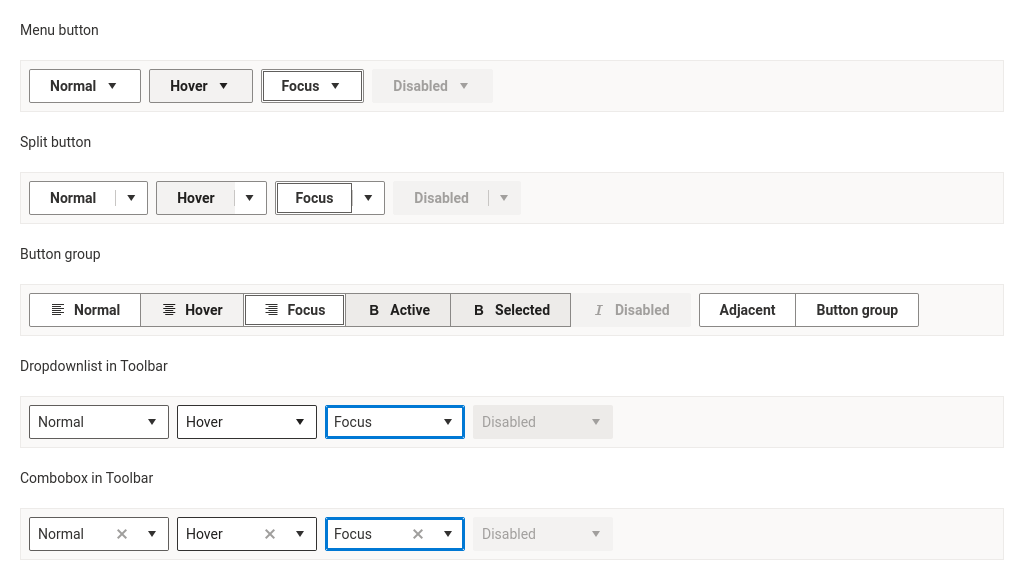 Menu button
Normal Hover Focus Disabled
Split button
Normal Hover Focus Disabled
Button group
Normal Hover Focus B Active B Selected I Disabled Adjacent Button group
Dropdownlist in Toolbar
Normal Hover Focus Disabled
Combobox in Toolbar
Normal Hover Focus Disabled